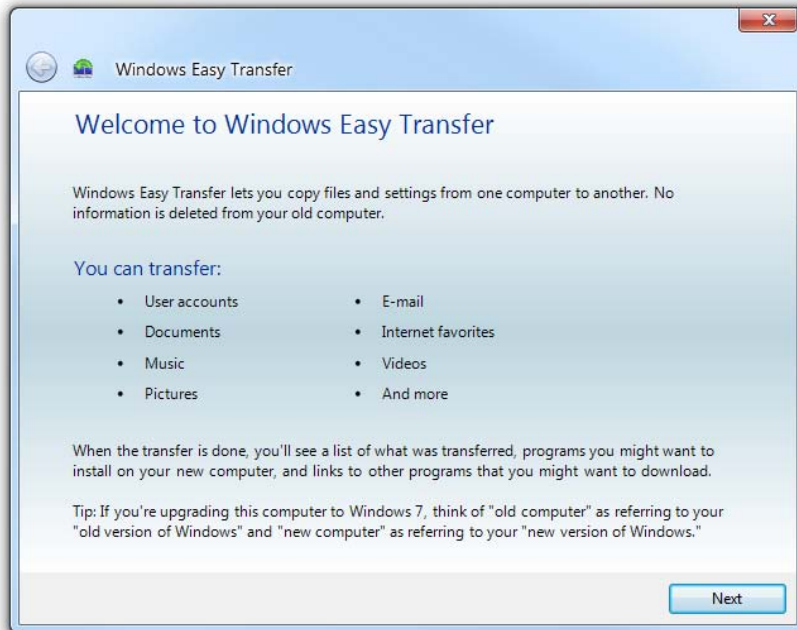 Windows Easy Transfer
Welcome to Windows Easy Transfer
Windows Easy Transfer lets you copy files and settings from one computer to another. No
information is deleted from your old computer.
You can transfer:
• User accounts
• E-mail
• Documents
• Internet favorites
• Music
• Videos
• Pictures
• And more
When the transfer is done, you'll see a list of what was transferred, programs you might want to
install on your new computer, and links to other programs that you might want to download.
Tip: If you're upgrading this computer to Windows 7, think of "old computer" as referring to your
"old version of Windows" and "new computer" as referring to your "new version of Windows."
Next